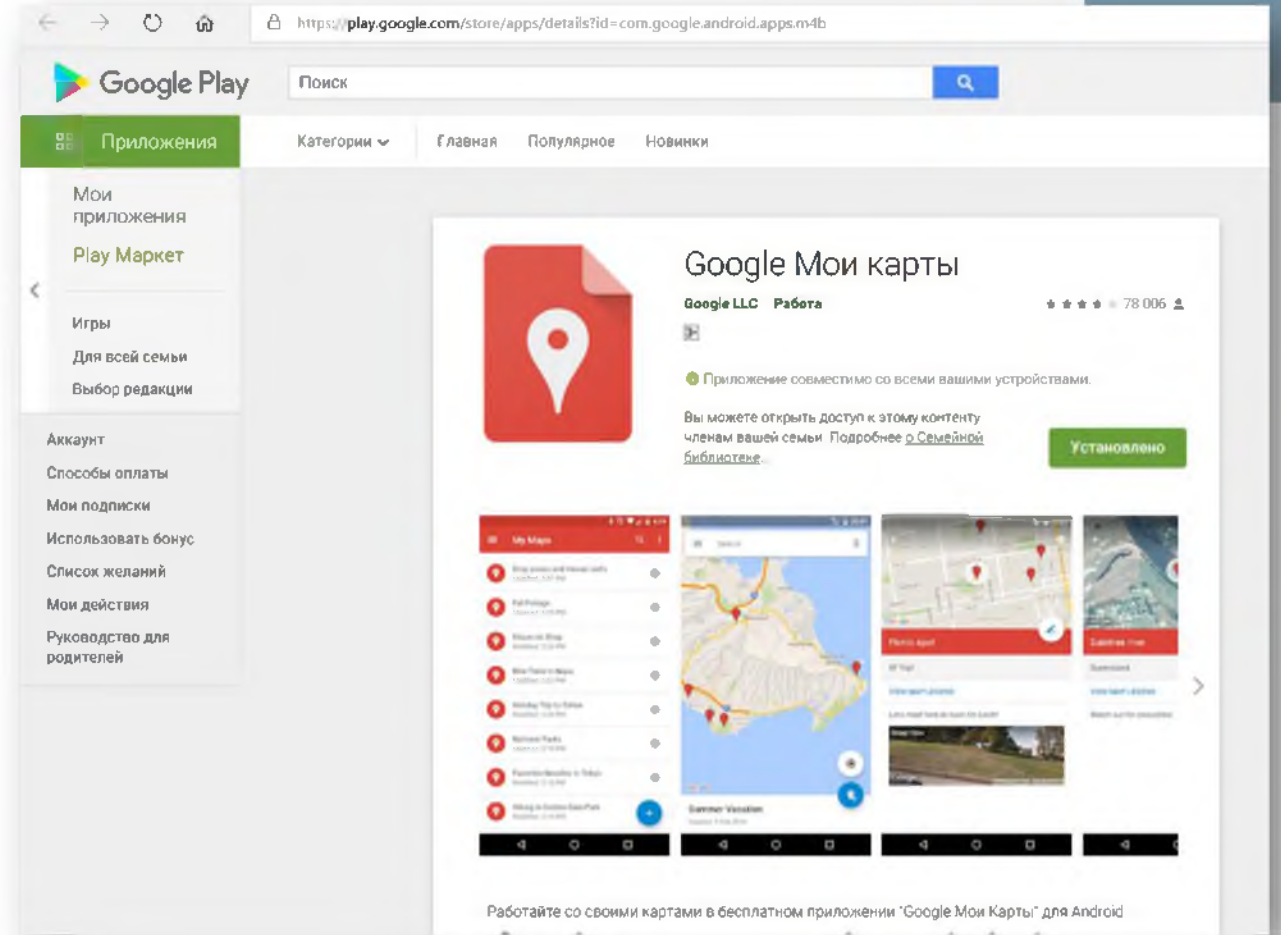 https://play.google.com/store/apps/details?id=com.google.android.apps.m4b
Google Play
Поиск
Приложения
Категории
Главная
Популярное
Новинки
Мои
приложения
Play Маркет
Игры
Для всей семьи
Выбор редакции
Аккаунт
Способы оплаты
Мои подписки
Использовать бонус
Список желаний
Мои действия
Руководство для
родителей
Google Мои карты
Google LLC Работа
78 006
3+
Приложение совместимо со всеми вашими устройствами.
Вы можете открыть доступ к этому контенту
членам вашей семьи. Подробнее о Семейной
библиотеке.
Установлено
My Maps
Search
Summer Vacation
Работайте со своими картами в бесплатном приложении "Google Мои Карты" для Android